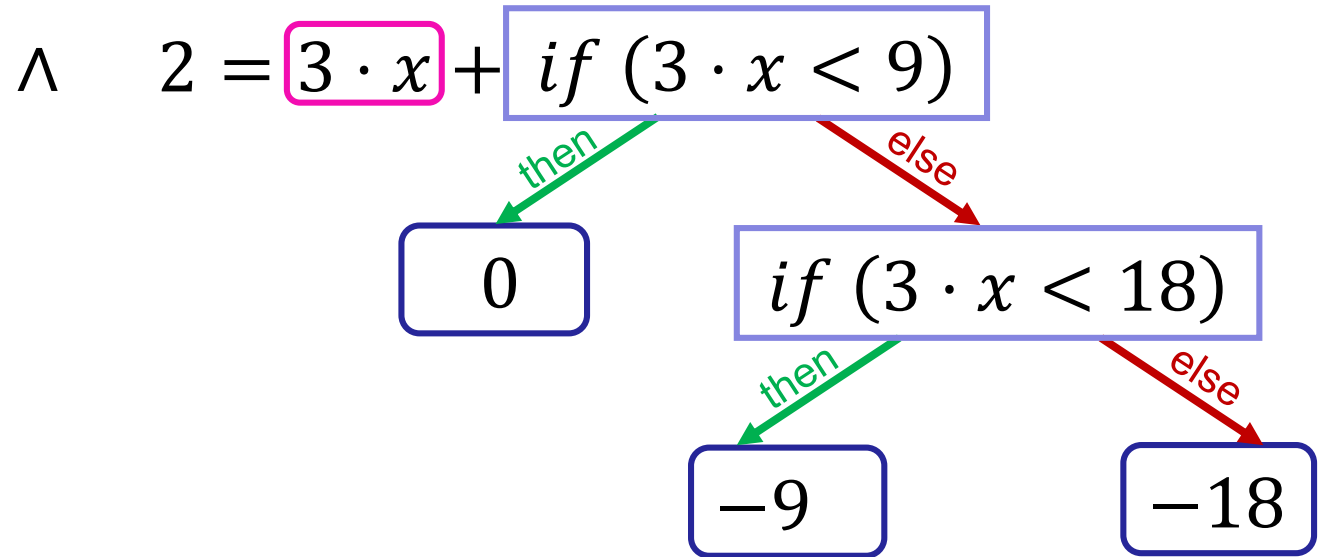 ∧ 2 = 3 · x + if (3 · x < 9)
then else
0 if (3 · x < 18)
then else
−9 −18